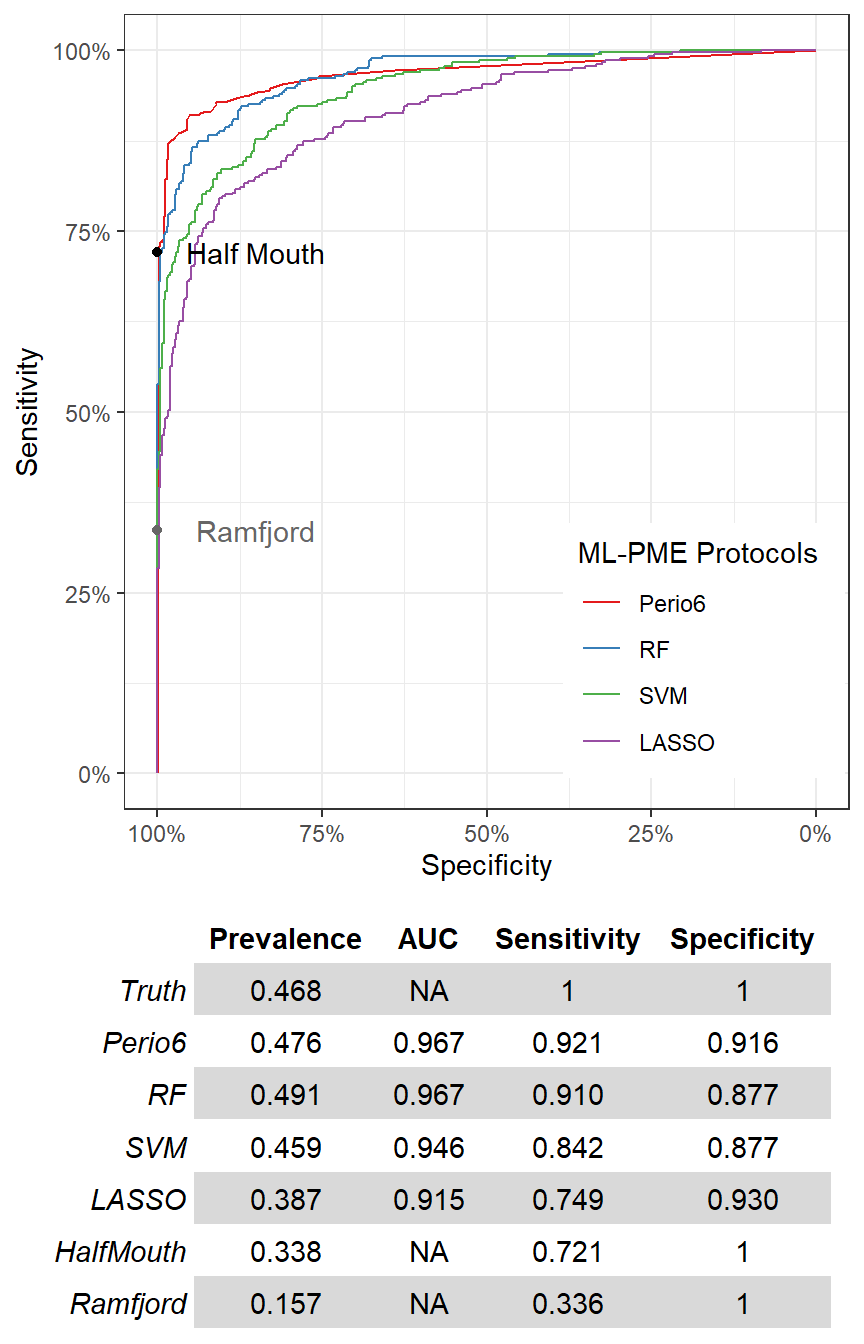 100%
75%
50%
25%
0%
Sensitivity
Half Mouth
Ramfjord
ML-PME Protocols
Perio6
RF
SVM
LASSO
100% 75% 50% 25% 0%
Specificity
Prevalence AUC Sensitivity Specificity
Truth 0.468 NA 1 1
Perio6 0.476 0.967 0.921 0.916
RF 0.491 0.967 0.910 0.877
SVM 0.459 0.946 0.842 0.877
LASSO 0.387 0.915 0.749 0.930
HalfMouth 0.338 NA 0.721 1
Ramfjord 0.157 NA 0.336 1